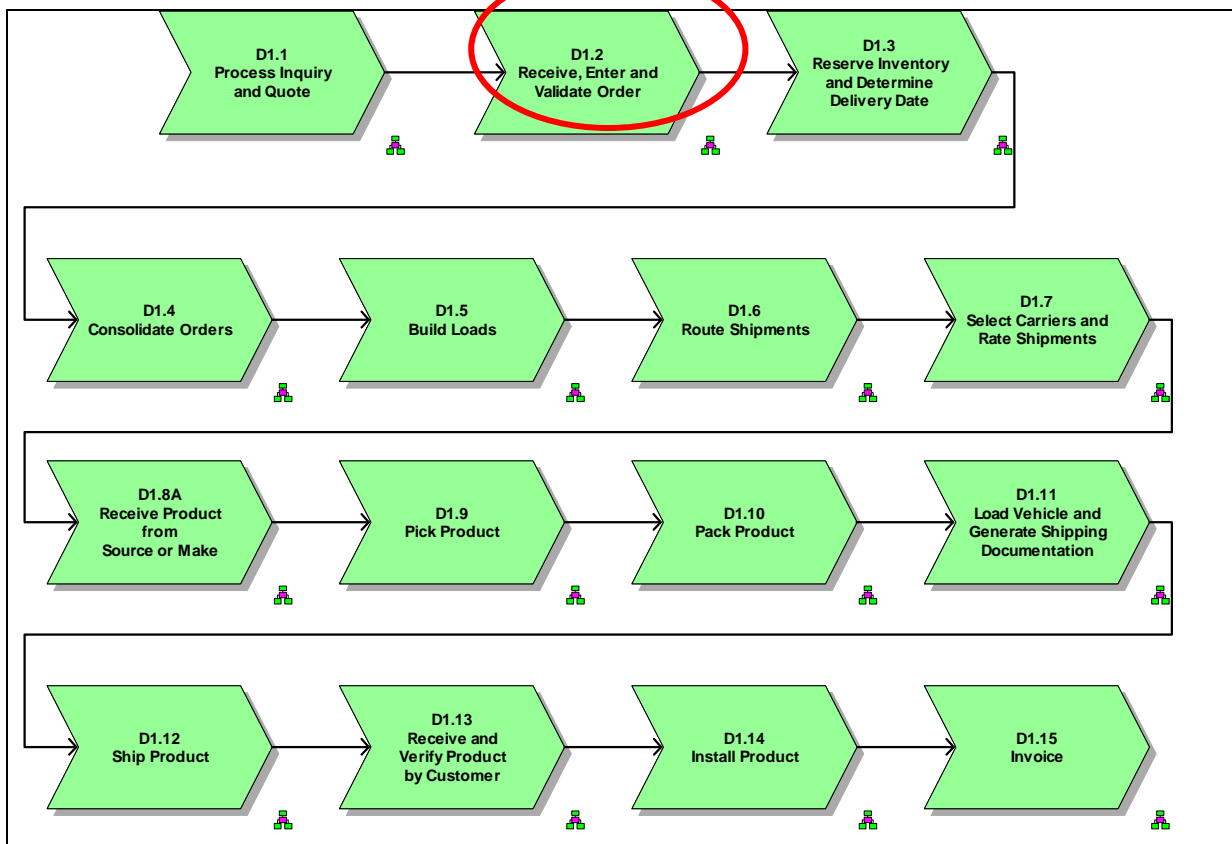 D1.1
Process Inquiry
and Quote
D1.2
Receive, Enter and
Validate Order
D1.3
Reserve Inventory
and Determine
Delivery Date
D1.4
Consolidate Orders
D1.5
Build Loads
D1.6
Route Shipments
D1.7
Select Carriers and
Rate Shipments
D1.8A
Receive Product
from
Source or Make
D1.9
Pick Product
D1.10
Pack Product
D1.11
Load Vehicle and
Generate Shipping
Documentation
D1.12
Ship Product
D1.13
Receive and
Verify Product
by Customer
D1.14
Install Product
D1.15
Invoice